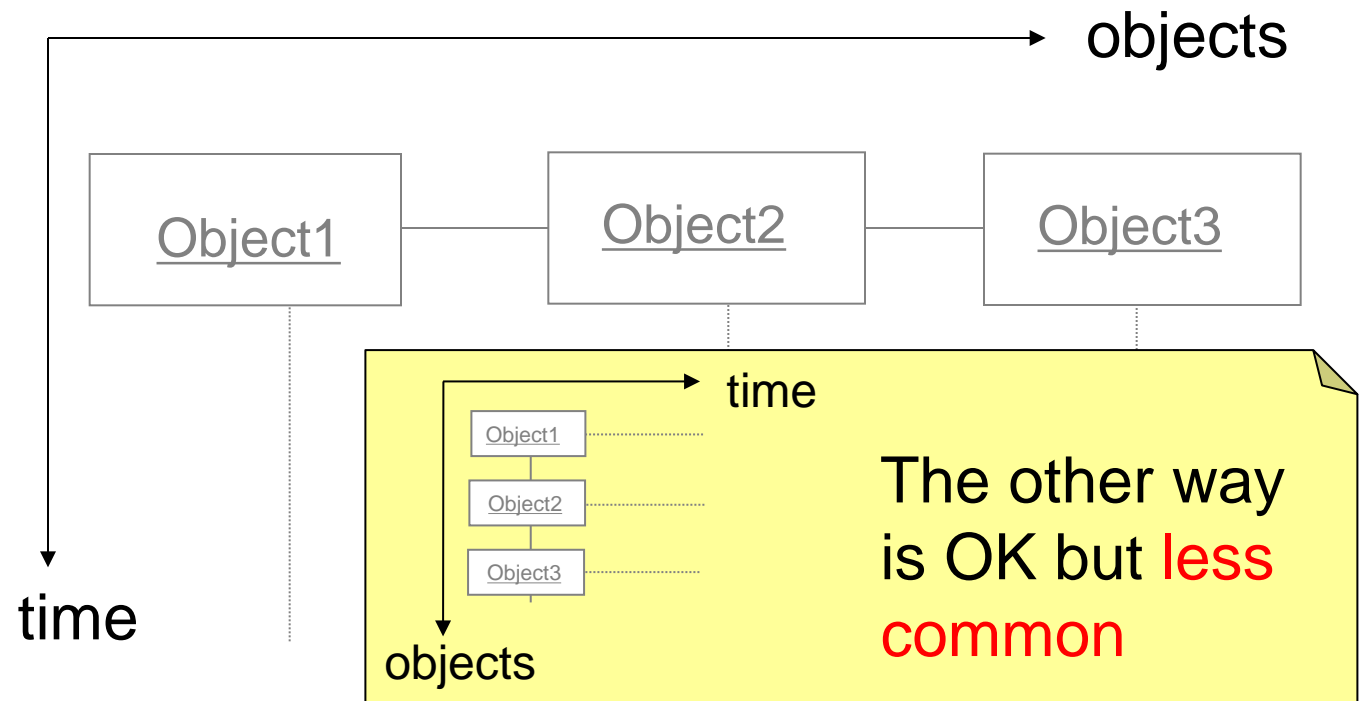 objects
Object1
Object2
Object3
time
time
Object1
Object2
Object3
objects
The other way
is OK but less
common